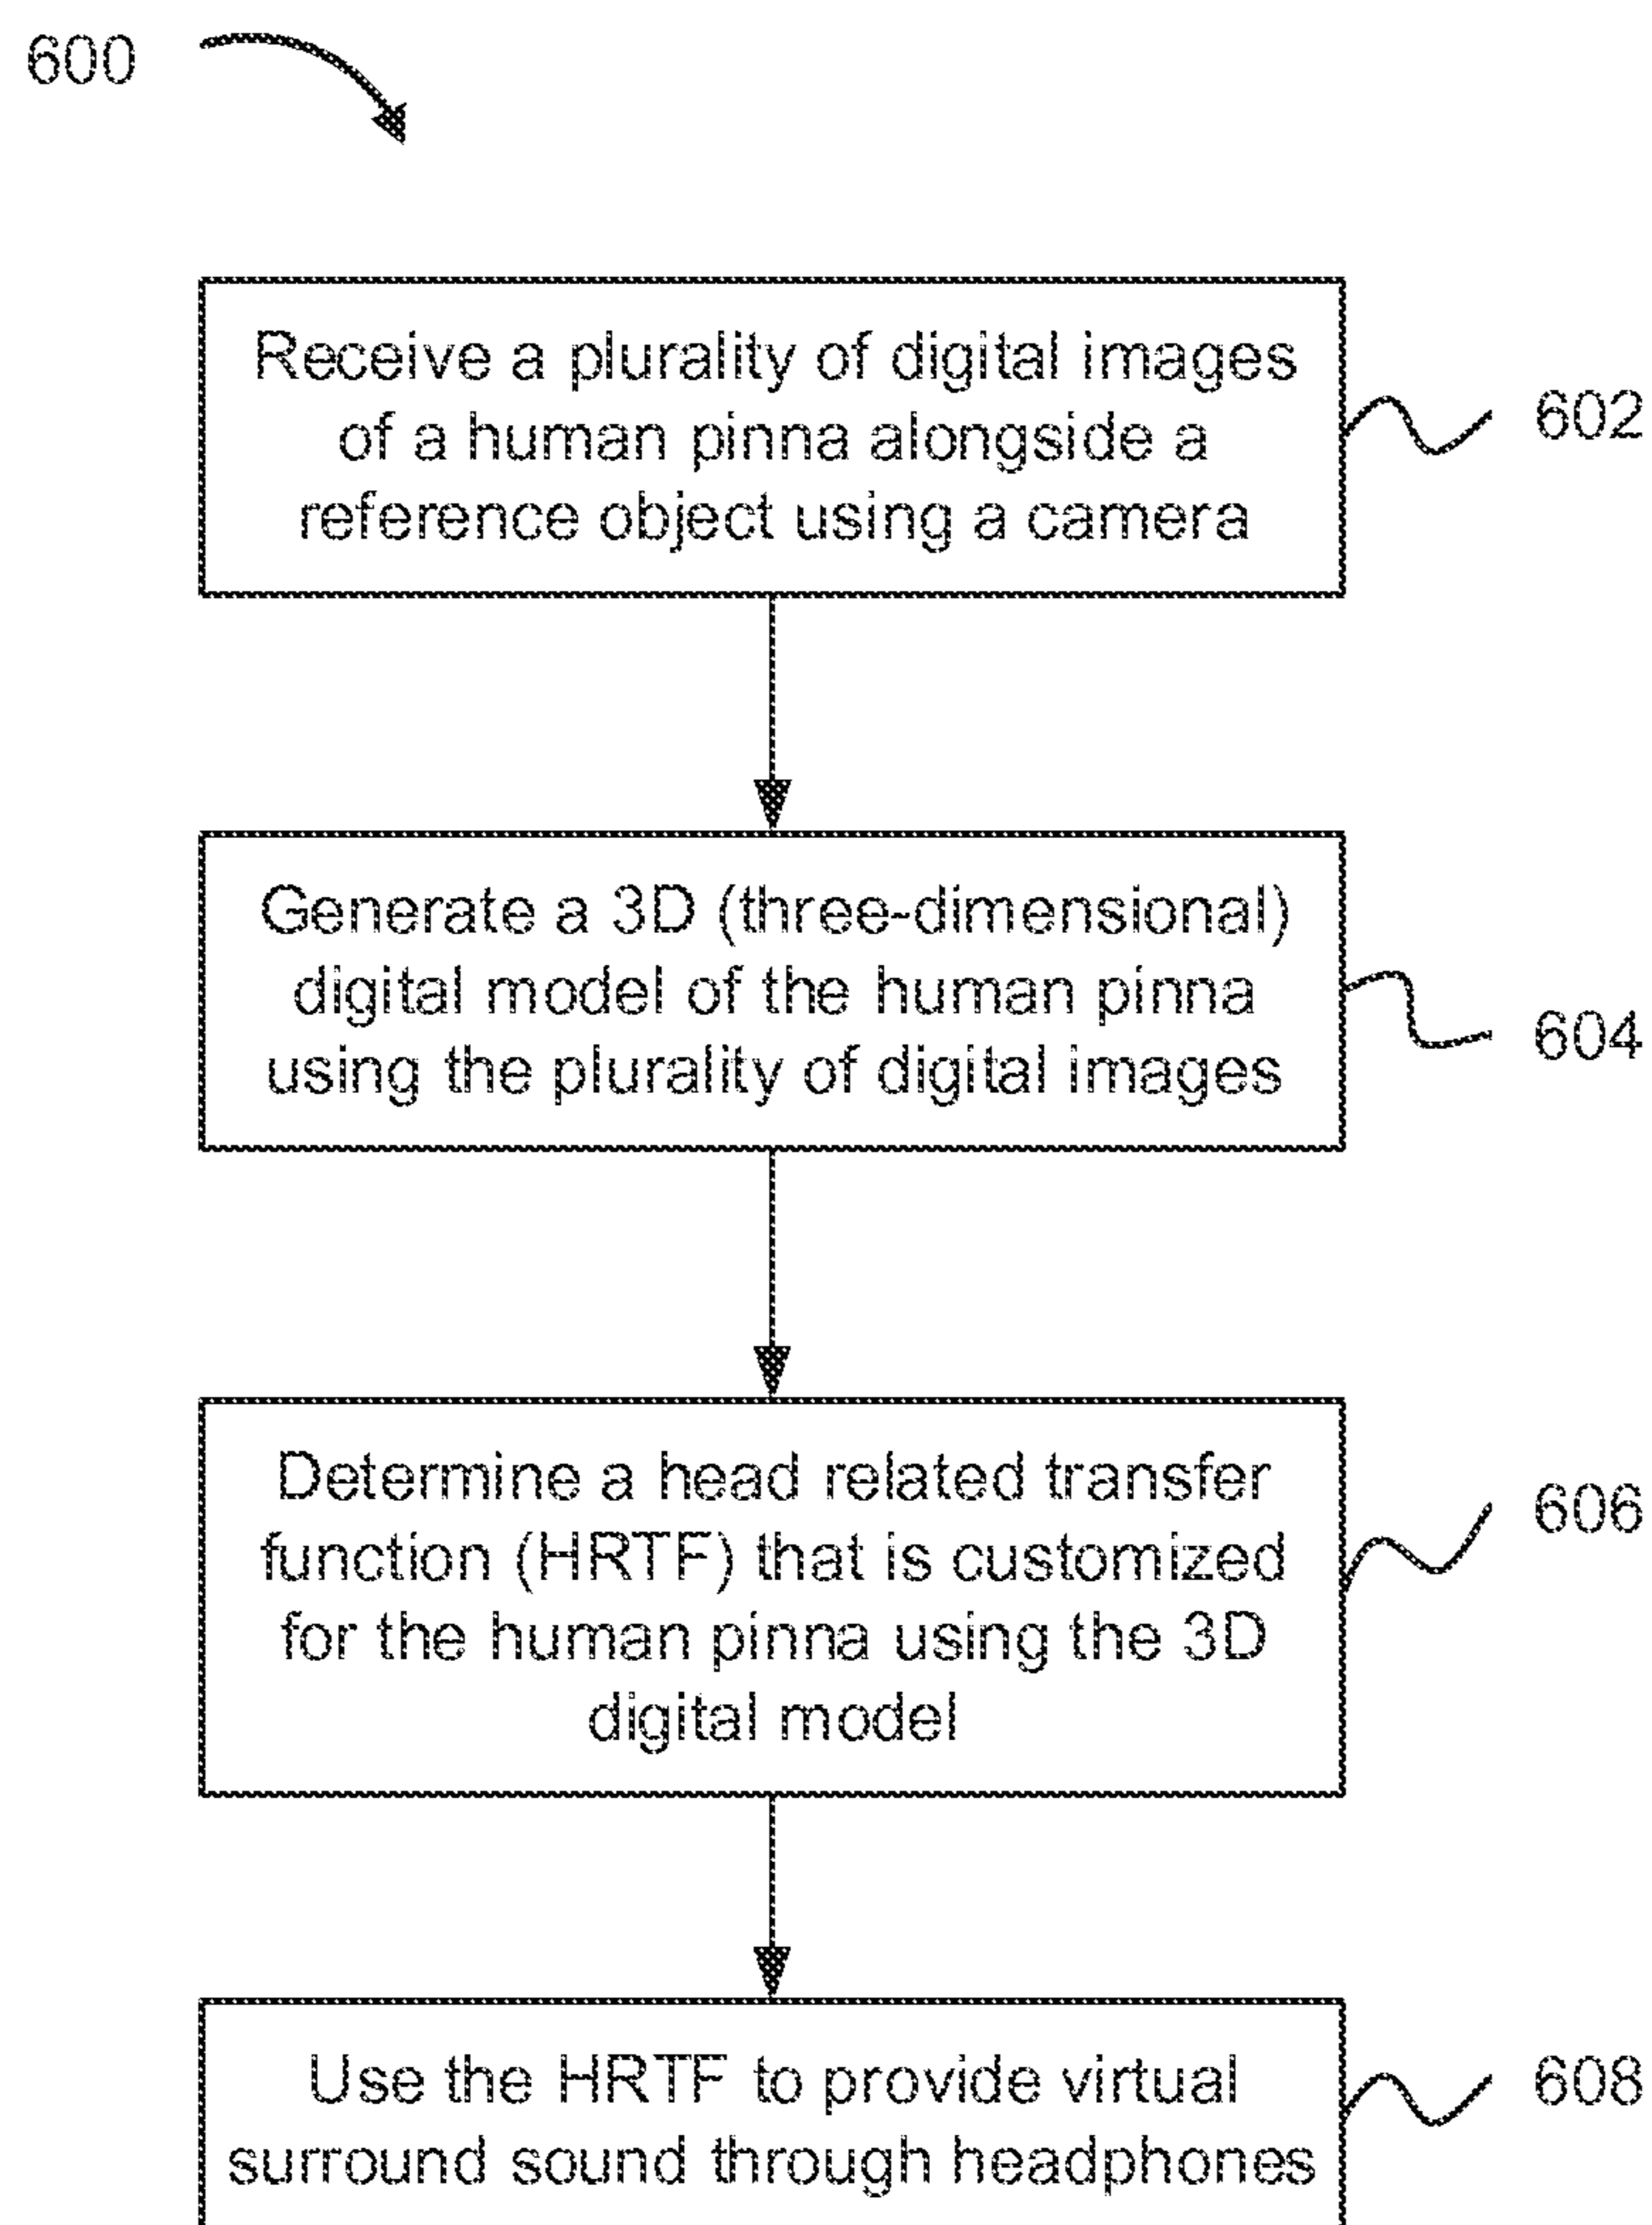 600
Receive a plurality of digital images
of a human pinna alongside a
reference object using a camera
602
Generate a 3D (three-dimensional)
digital model of the human pinna
using the plurality of digital images
604
Determine a head related transfer
function (HRTF) that is customized
for the human pinna using the 3D
digital model
606
Use the HRTF to provide virtual
surround sound through headphones
608